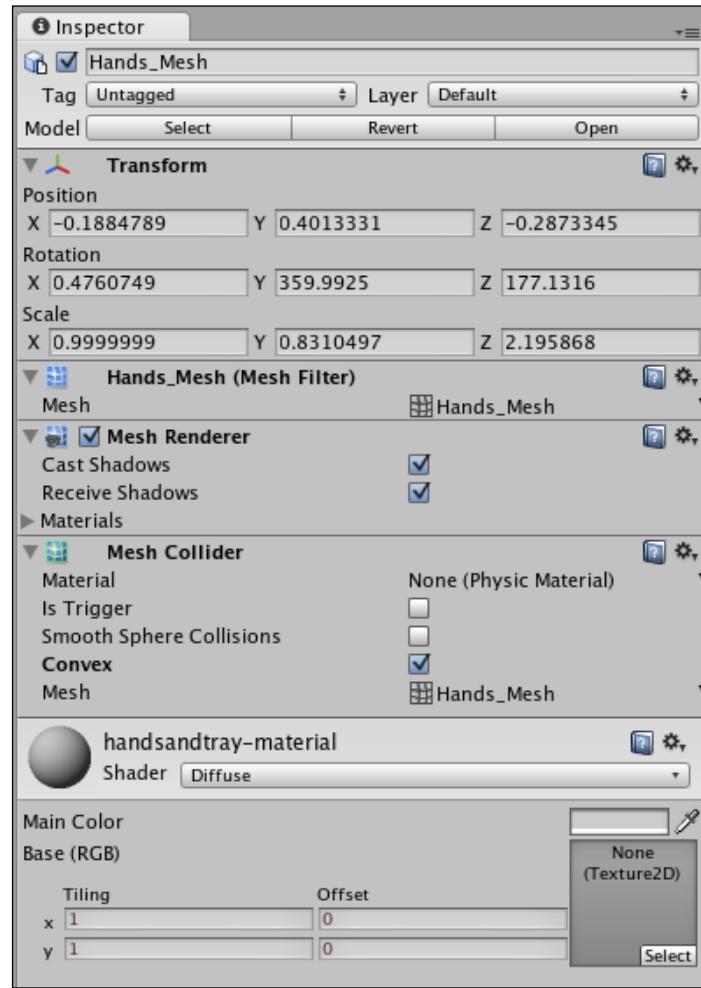 Inspector
Hands_Mesh
Tag Untagged Layer Default
Model Select Revert Open
Transform
Position
X -0.1884789 Y 0.4013331 Z -0.2873345
Rotation
X 0.4760749 Y 359.9925 Z 177.1316
Scale
X 0.9999999 Y 0.8310497 Z 2.195868
Hands_Mesh (Mesh Filter)
Mesh Hands_Mesh
Mesh Renderer
Cast Shadows
Receive Shadows
Materials
Mesh Collider
Material None (Physic Material)
Is Trigger
Smooth Sphere Collisions
Convex
Mesh Hands_Mesh
handsandtray-material
Shader Diffuse
Main Color
Base (RGB) None
(Texture2D)
Tiling Offset
x 1 0
y 1 0
Select